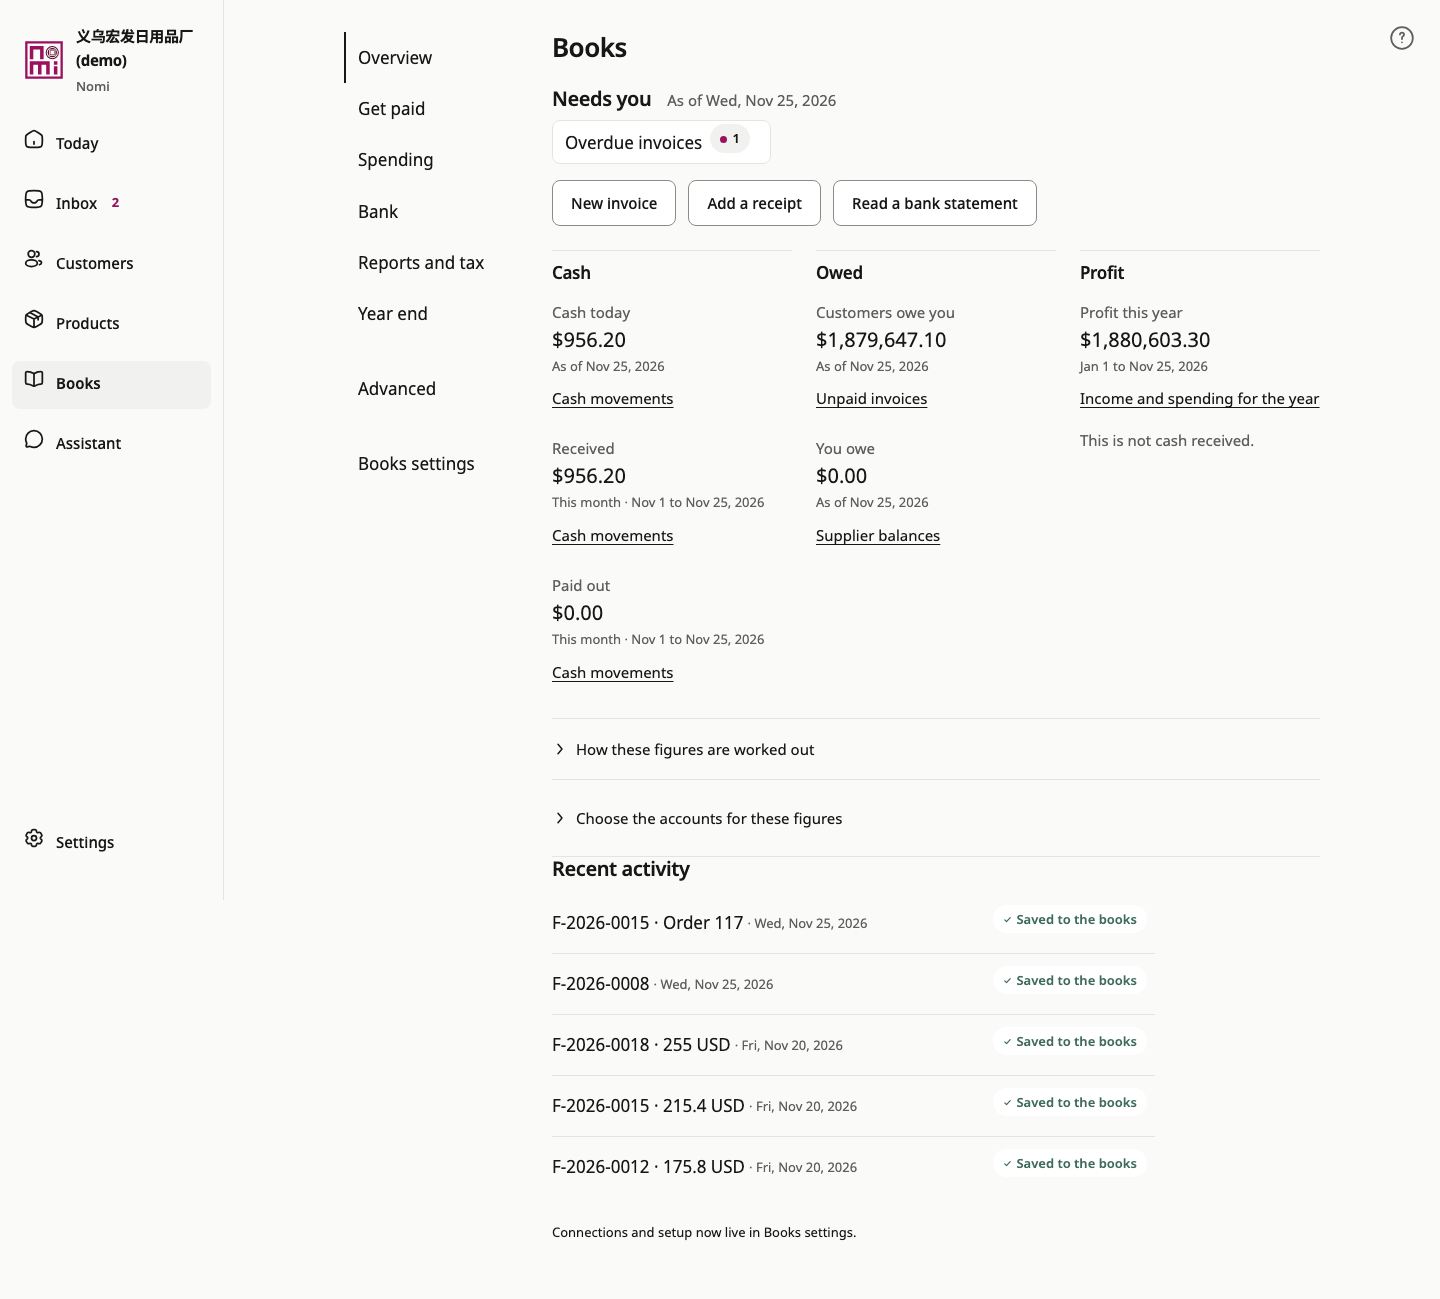 义乌宏发日用品厂
(demo)
Nomi
Today
Inbox 2
Customers
Products
Books
Assistant
Settings
Overview
Get paid
Spending
Bank
Reports and tax
Year end
Advanced
Books settings
Books
Needs you As of Wed, Nov 25, 2026
Overdue invoices 1
New invoice
Add a receipt
Read a bank statement
Cash
Cash today
$956.20
As of Nov 25, 2026
Cash movements
Received
$956.20
This month · Nov 1 to Nov 25, 2026
Cash movements
Paid out
$0.00
This month · Nov 1 to Nov 25, 2026
Cash movements
Owed
Customers owe you
$1,879,647.10
As of Nov 25, 2026
Unpaid invoices
You owe
$0.00
As of Nov 25, 2026
Supplier balances
Profit
Profit this year
$1,880,603.30
Jan 1 to Nov 25, 2026
Income and spending for the year
This is not cash received.
How these figures are worked out
Choose the accounts for these figures
Recent activity
F-2026-0015 · Order 117 · Wed, Nov 25, 2026 Saved to the books
F-2026-0008 · Wed, Nov 25, 2026 Saved to the books
F-2026-0018 · 255 USD · Fri, Nov 20, 2026 Saved to the books
F-2026-0015 · 215.4 USD · Fri, Nov 20, 2026 Saved to the books
F-2026-0012 · 175.8 USD · Fri, Nov 20, 2026 Saved to the books
Connections and setup now live in Books settings.